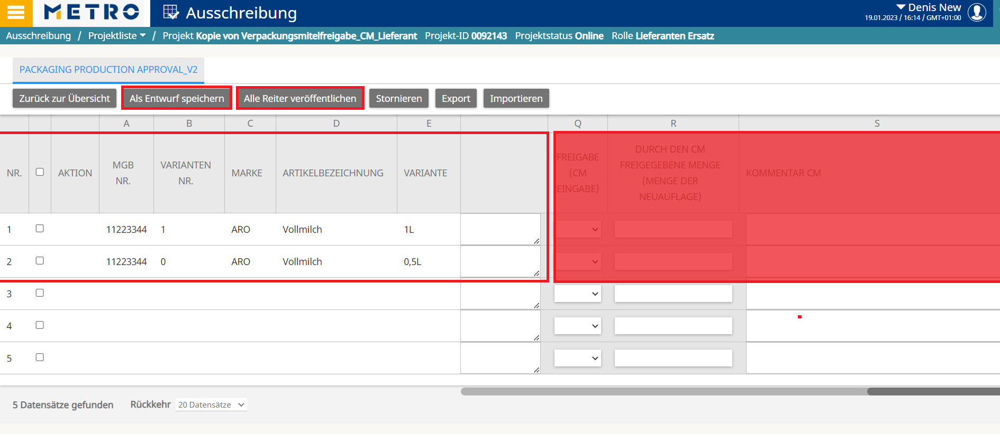 METRO Ausschreibung Denis New
19.01.2023 / 16:14 / GMT+01:00
Ausschreibung / Projektliste / Projekt Kopie von Verpackungsmitelfreigabe_CM_Lieferant Projekt-ID 0092143 Projektstatus Online Rolle Lieferanten Ersatz
PACKAGING PRODUCTION APPROVAL_V2
Zurück zur Übersicht Als Entwurf speichern Alle Reiter veröffentlichen Stornieren Export Importieren
A B C D E Q R S
NR. AKTION MGB NR. VARIANTEN NR. MARKE ARTIKELBEZEICHNUNG VARIANTE FREIGABE (CM EINGABE) DURCH DEN CM FREIGEGEBENE MENGE (MENGE DER NEUAUFLAGE) KOMMENTAR CM
1 11223344 1 ARO Vollmilch 1L
2 11223344 0 ARO Vollmilch 0,5L
3
4
5
5 Datensätze gefunden Rückkehr 20 Datensätze